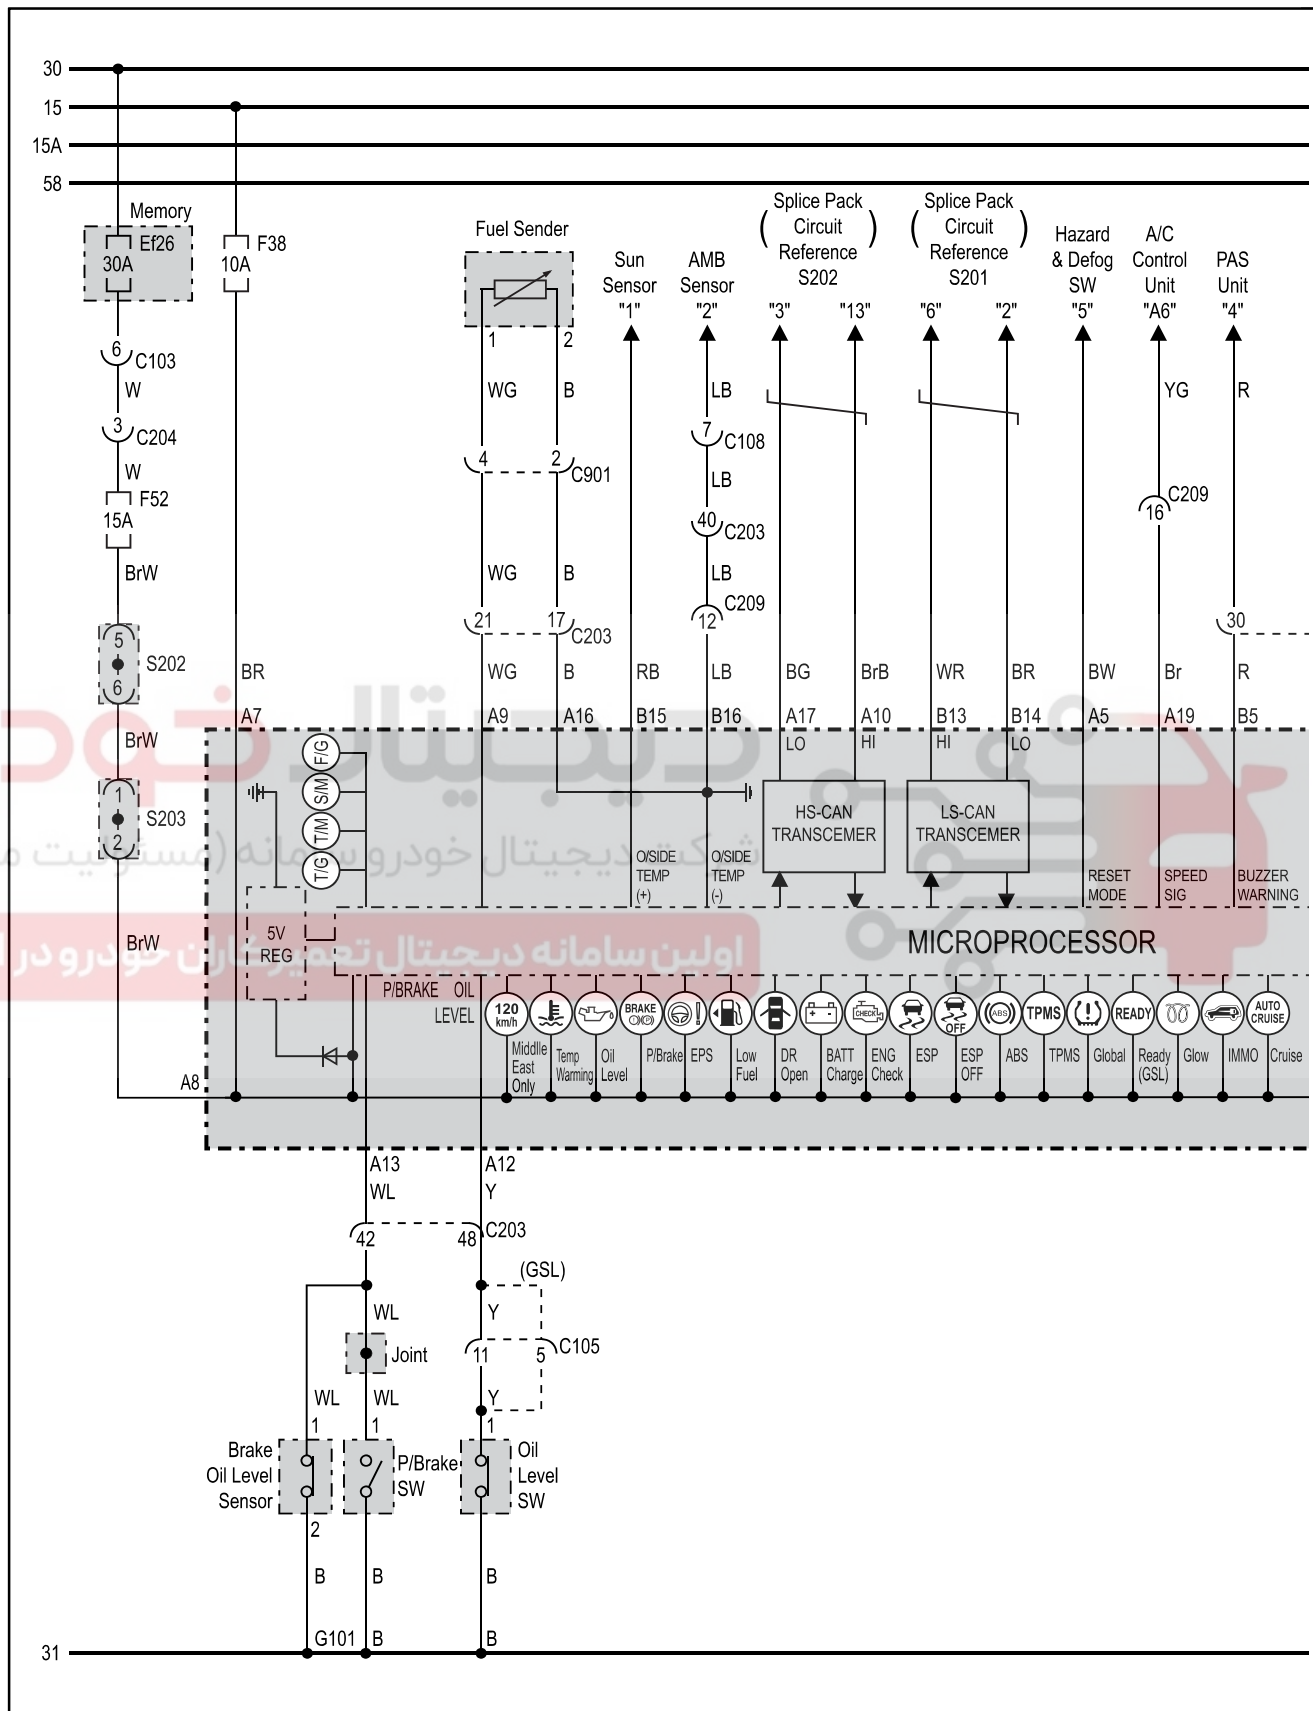 30
15
15A
58
Memory
Ef26
30A
F38
10A
Fuel Sender
1
2
Sun
Sensor
"1"
AMB
Sensor
"2"
(Splice Pack
Circuit
Reference)
S202
"3"
"13"
(Splice Pack
Circuit
Reference)
S201
"6"
"2"
Hazard
& Defog
SW
"5"
A/C
Control
Unit
"A6"
PAS
Unit
"4"
6
C103
W
3
C204
W
F52
15A
BrW
5
6
S202
BrW
1
2
S203
BrW
WG
B
4
2
C901
WG
B
21
17
C203
LB
7
C108
LB
40
C203
LB
C209
12
YG
C209
16
R
30
BR
WG
B
RB
LB
BG
BrB
WR
BR
BW
Br
R
A7
A9
A16
B15
B16
A17
A10
B13
B14
A5
A19
B5
LO
HI
HI
LO
F/G
S/M
T/M
T/G
HS-CAN
TRANSCEMER
LS-CAN
TRANSCEMER
O/SIDE
TEMP
(+)
O/SIDE
TEMP
(-)
RESET
MODE
SPEED
SIG
BUZZER
WARNING
دیجیتال خودرو
شرکت دیجیتال خودرو سامانه (مسئولیت
اولین سامانه دیجیتال تعمیرکاران خودرو در
5V
REG
MICROPROCESSOR
P/BRAKE OIL
LEVEL
120
km/h
BRAKE
(P)
CHECK
OFF
ABS
TPMS
READY
AUTO
CRUISE
Middlle
East
Only
Temp
Warming
Oil
Level
P/Brake
EPS
Low
Fuel
DR
Open
BATT
Charge
ENG
Check
ESP
ESP
OFF
ABS
TPMS
Global
Ready
(GSL)
Glow
IMMO
Cruise
A8
A13
WL
A12
Y
42
48
C203
(GSL)
WL
Y
Joint
11
5
C105
WL
WL
Y
1
1
1
Brake
Oil Level
Sensor
P/Brake
SW
Oil
Level
SW
2
B
B
B
G101
B
B
31